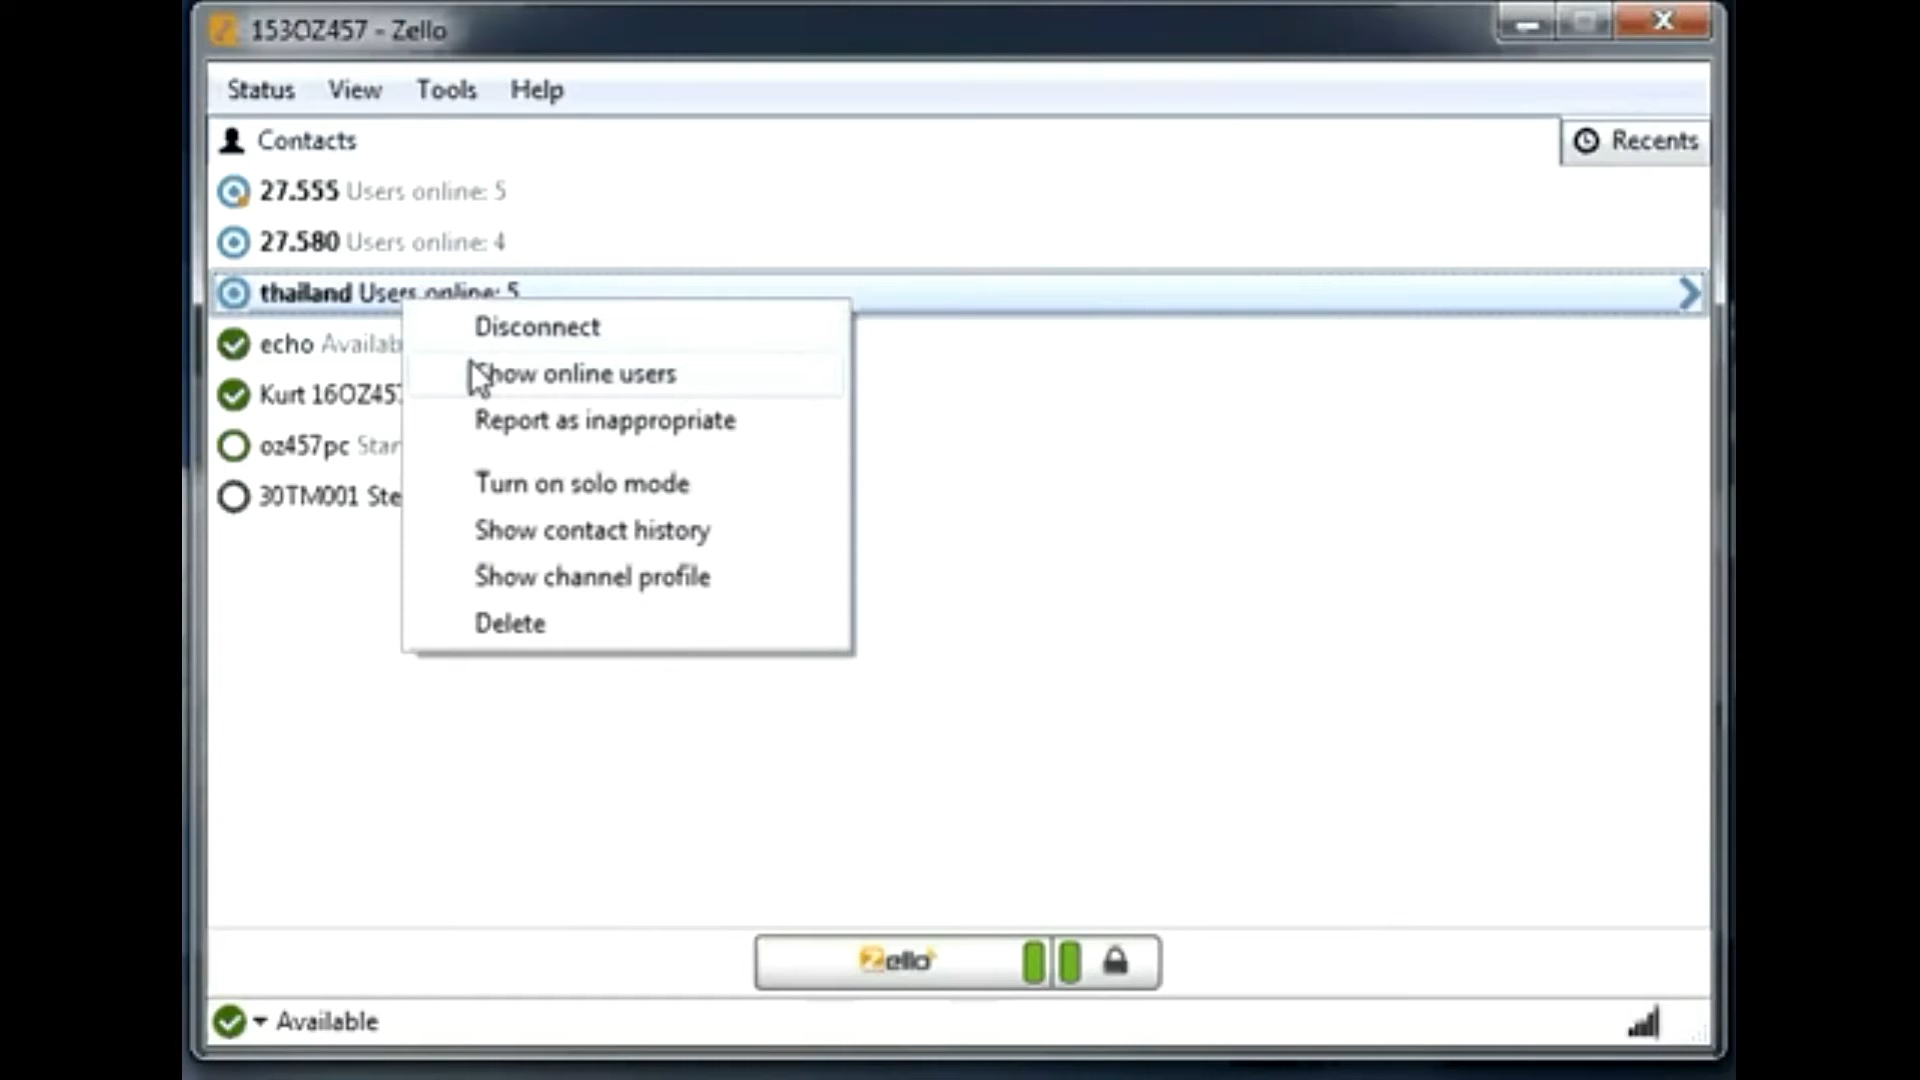 153OZ457 - Zello
Status View Tools Help
Contacts
Recents
27.555 Users online: 5
27.580 Users online: 4
thailand Users online: 5
Disconnect
echo
Show online users
Kurt 16OZ457
Report as inappropriate
oz457pc
Turn on solo mode
30TM001
Show contact history
Show channel profile
Delete
Zello
Available